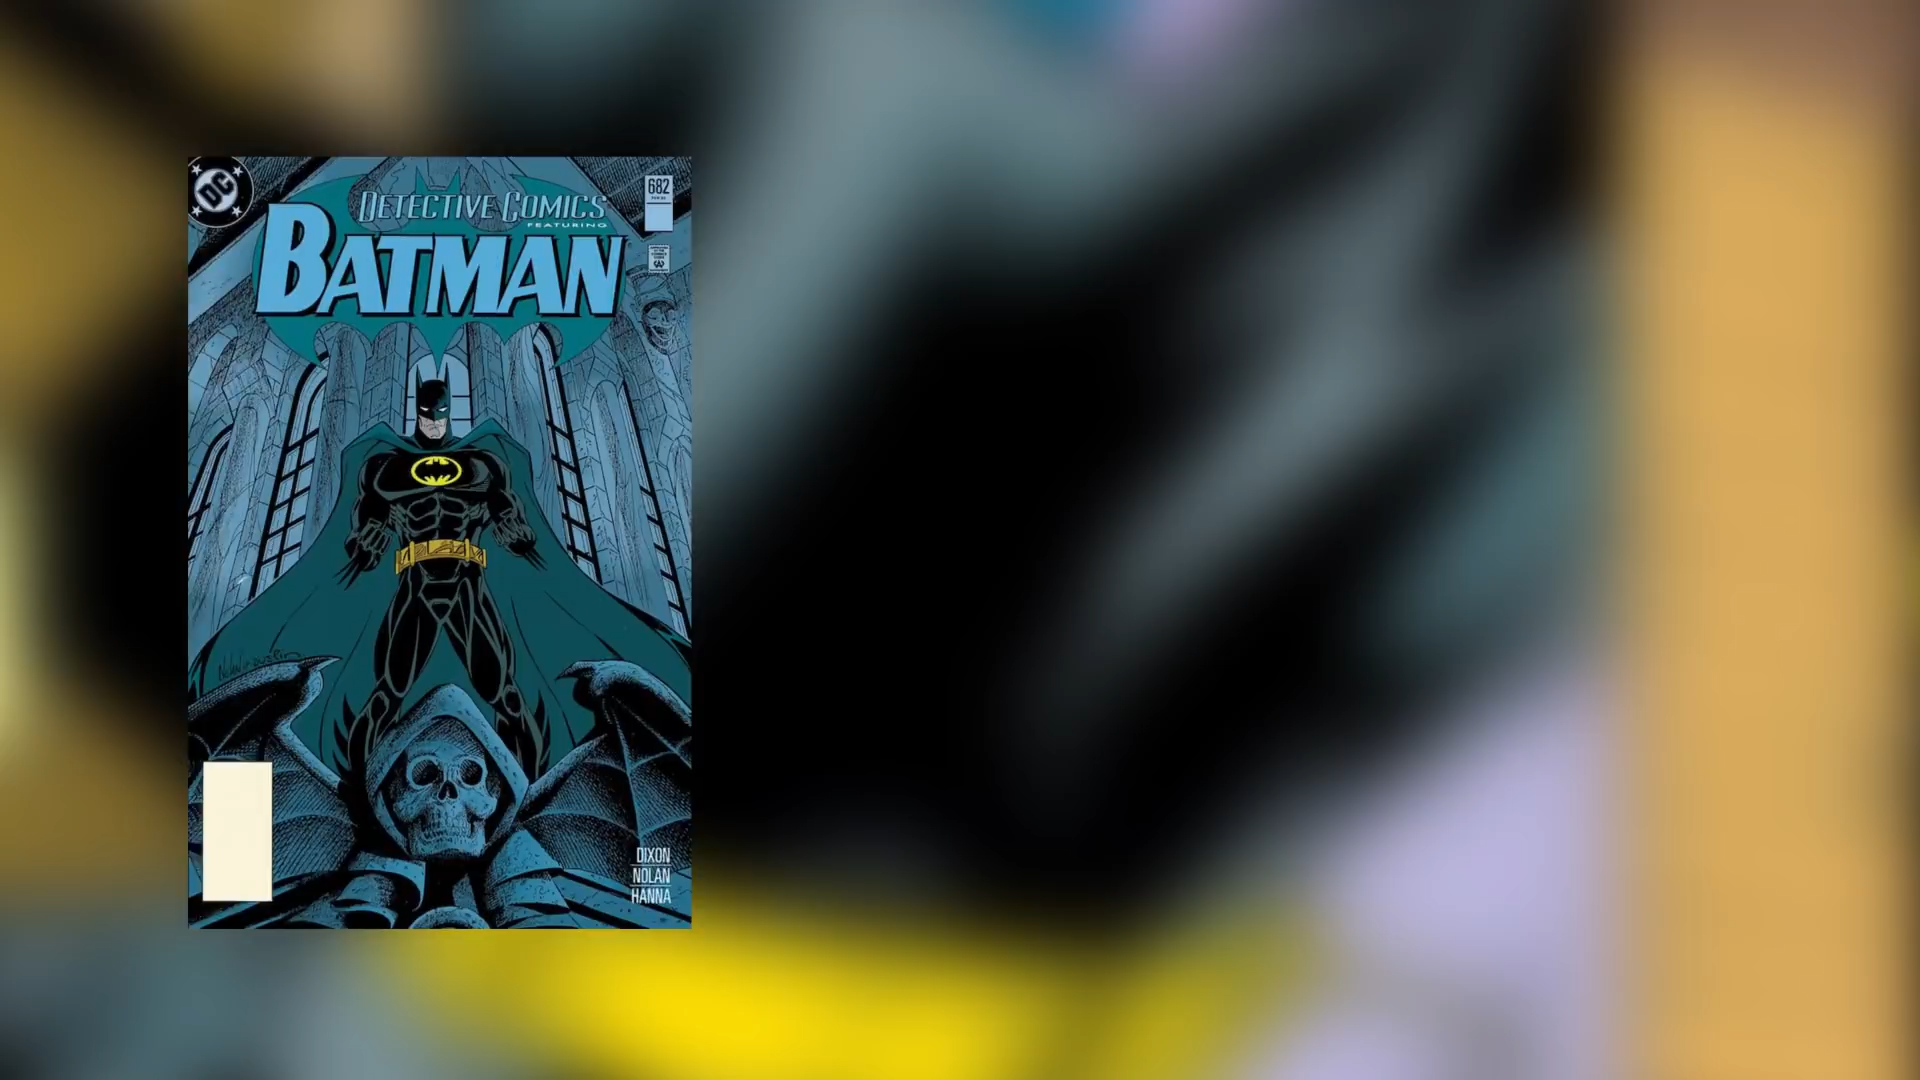 DC
682
DETECTIVE COMICS
FEATURING
BATMAN
DIXON
NOLAN
HANNA